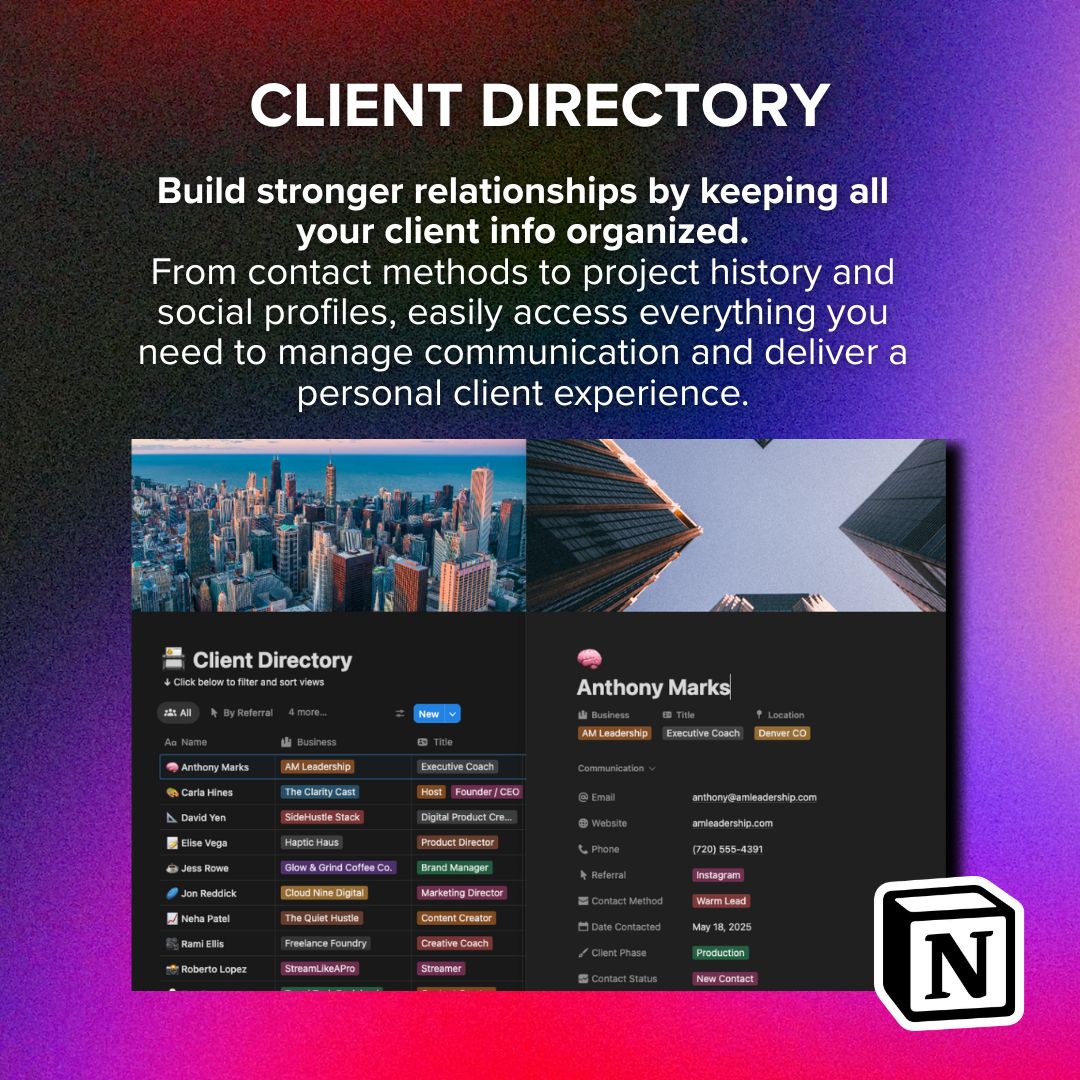 CLIENT DIRECTORY
Build stronger relationships by keeping all
your client info organized.
From contact methods to project history and
social profiles, easily access everything you
need to manage communication and deliver a
personal client experience.
Client Directory
↓ Click below to filter and sort views
All By Referral 4 more... New
Aa Name Business Title
Anthony Marks AM Leadership Executive Coach
Carla Hines The Clarity Cast Host Founder / CEO
David Yen SideHustle Stack Digital Product Cre...
Elise Vega Haptic Haus Product Director
Jess Rowe Glow & Grind Coffee Co. Brand Manager
Jon Reddick Cloud Nine Digital Marketing Director
Neha Patel The Quiet Hustle Content Creator
Rami Ellis Freelance Foundry Creative Coach
Roberto Lopez StreamLikeAPro Streamer
Anthony Marks
Business Title Location
AM Leadership Executive Coach Denver CO
Communication
Email anthony@amleadership.com
Website amleadership.com
Phone (720) 555-4391
Referral Instagram
Contact Method Warm Lead
Date Contacted May 18, 2025
Client Phase Production
Contact Status New Contact
N